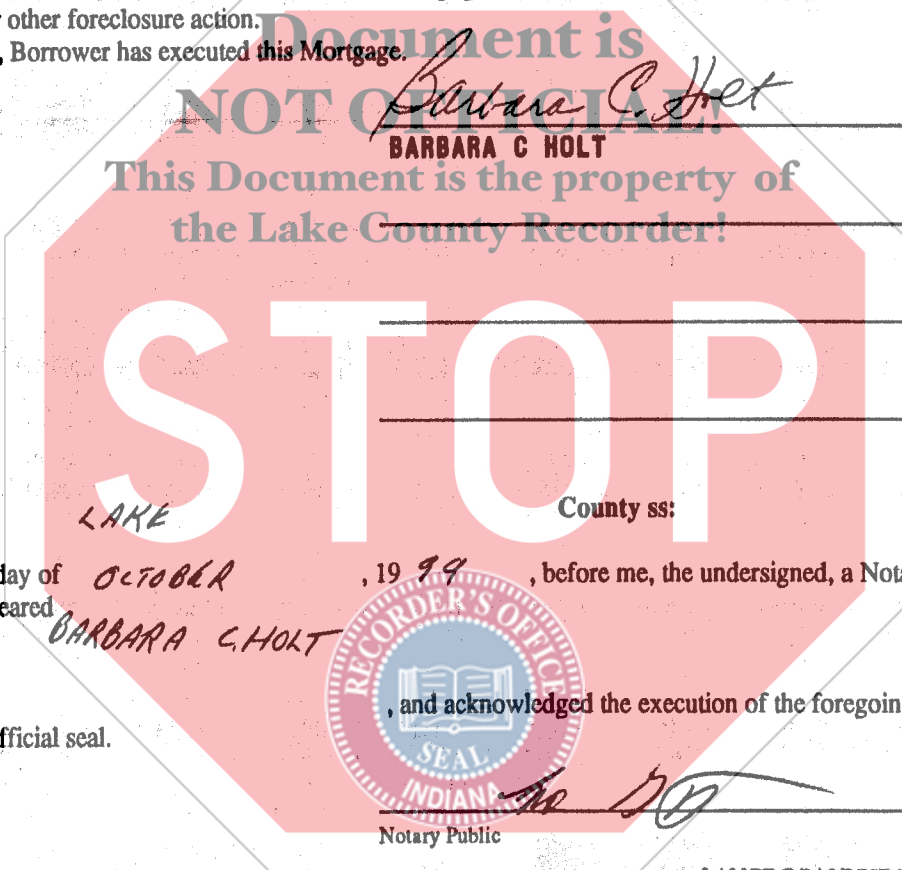 other foreclosure action.
, Borrower has executed this Mortgage.
Document is
NOT OFFICIAL!
This Document is the property of
the Lake County Recorder!
Barbara C. Holt
BARBARA C HOLT
STOP
LAKE
County ss:
day of OCTOBER , 19 99 , before me, the undersigned, a Nota
eared
BARBARA C. HOLT
RECORDER'S OFFICE
SEAL
INDIANA
, and acknowledged the execution of the foregoin
fficial seal.
Notary Public